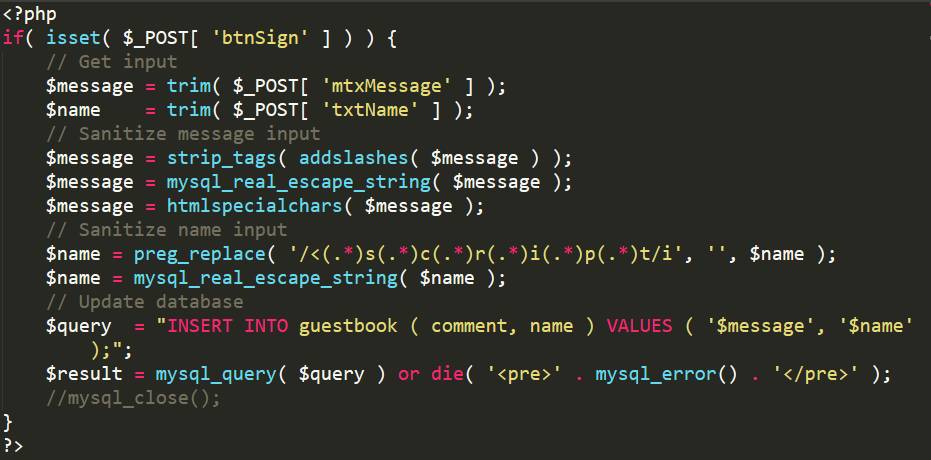 <?php
if( isset( $_POST[ 'btnSign' ] ) ) {
    // Get input
    $message = trim( $_POST[ 'mtxMessage' ] );
    $name    = trim( $_POST[ 'txtName' ] );
    // Sanitize message input
    $message = strip_tags( addslashes( $message ) );
    $message = mysql_real_escape_string( $message );
    $message = htmlspecialchars( $message );
    // Sanitize name input
    $name = preg_replace( '/<(.*)s(.*)c(.*)r(.*)i(.*)p(.*)t/i', '', $name );
    $name = mysql_real_escape_string( $name );
    // Update database
    $query  = "INSERT INTO guestbook ( comment, name ) VALUES ( '$message', '$name'
        );";
    $result = mysql_query( $query ) or die( '<pre>' . mysql_error() . '</pre>' );
    //mysql_close();
}
?>